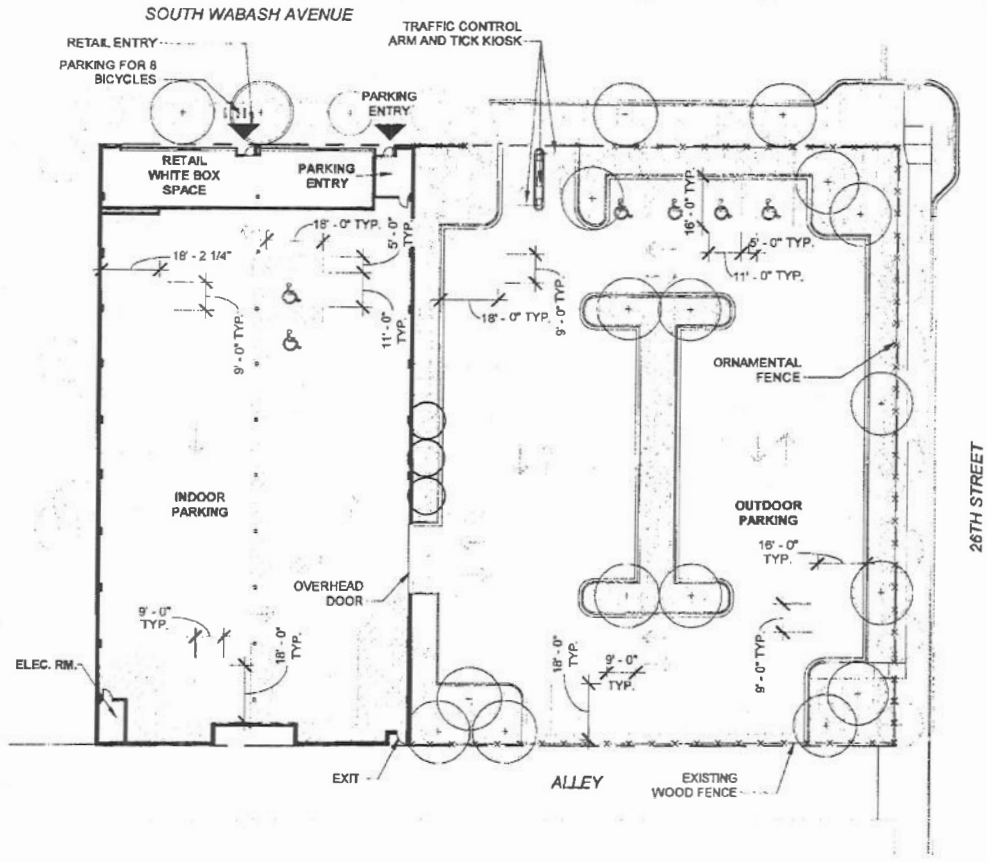 SOUTH WABASH AVENUE
RETAIL ENTRY
PARKING FOR 8
BICYCLES
PARKING
ENTRY
TRAFFIC CONTROL
ARM AND TICK KIOSK
RETAIL
WHITE BOX
SPACE
PARKING
ENTRY
18' - 0" TYP.
5' - 0"
TYP.
18' - 2 1/4"
9' - 0" TYP.
11' - 0" TYP.
18' - 0" TYP.
9' - 0" TYP.
16' - 0" TYP.
5' - 0" TYP.
11' - 0" TYP.
ORNAMENTAL
FENCE
26TH STREET
INDOOR
PARKING
OUTDOOR
PARKING
16' - 0"
TYP.
OVERHEAD
DOOR
9' - 0"
TYP.
18' - 0" TYP.
ELEC. RM.
18' - 0"
TYP.
9' - 0"
TYP.
9' - 0" TYP.
EXIT
ALLEY
EXISTING
WOOD FENCE